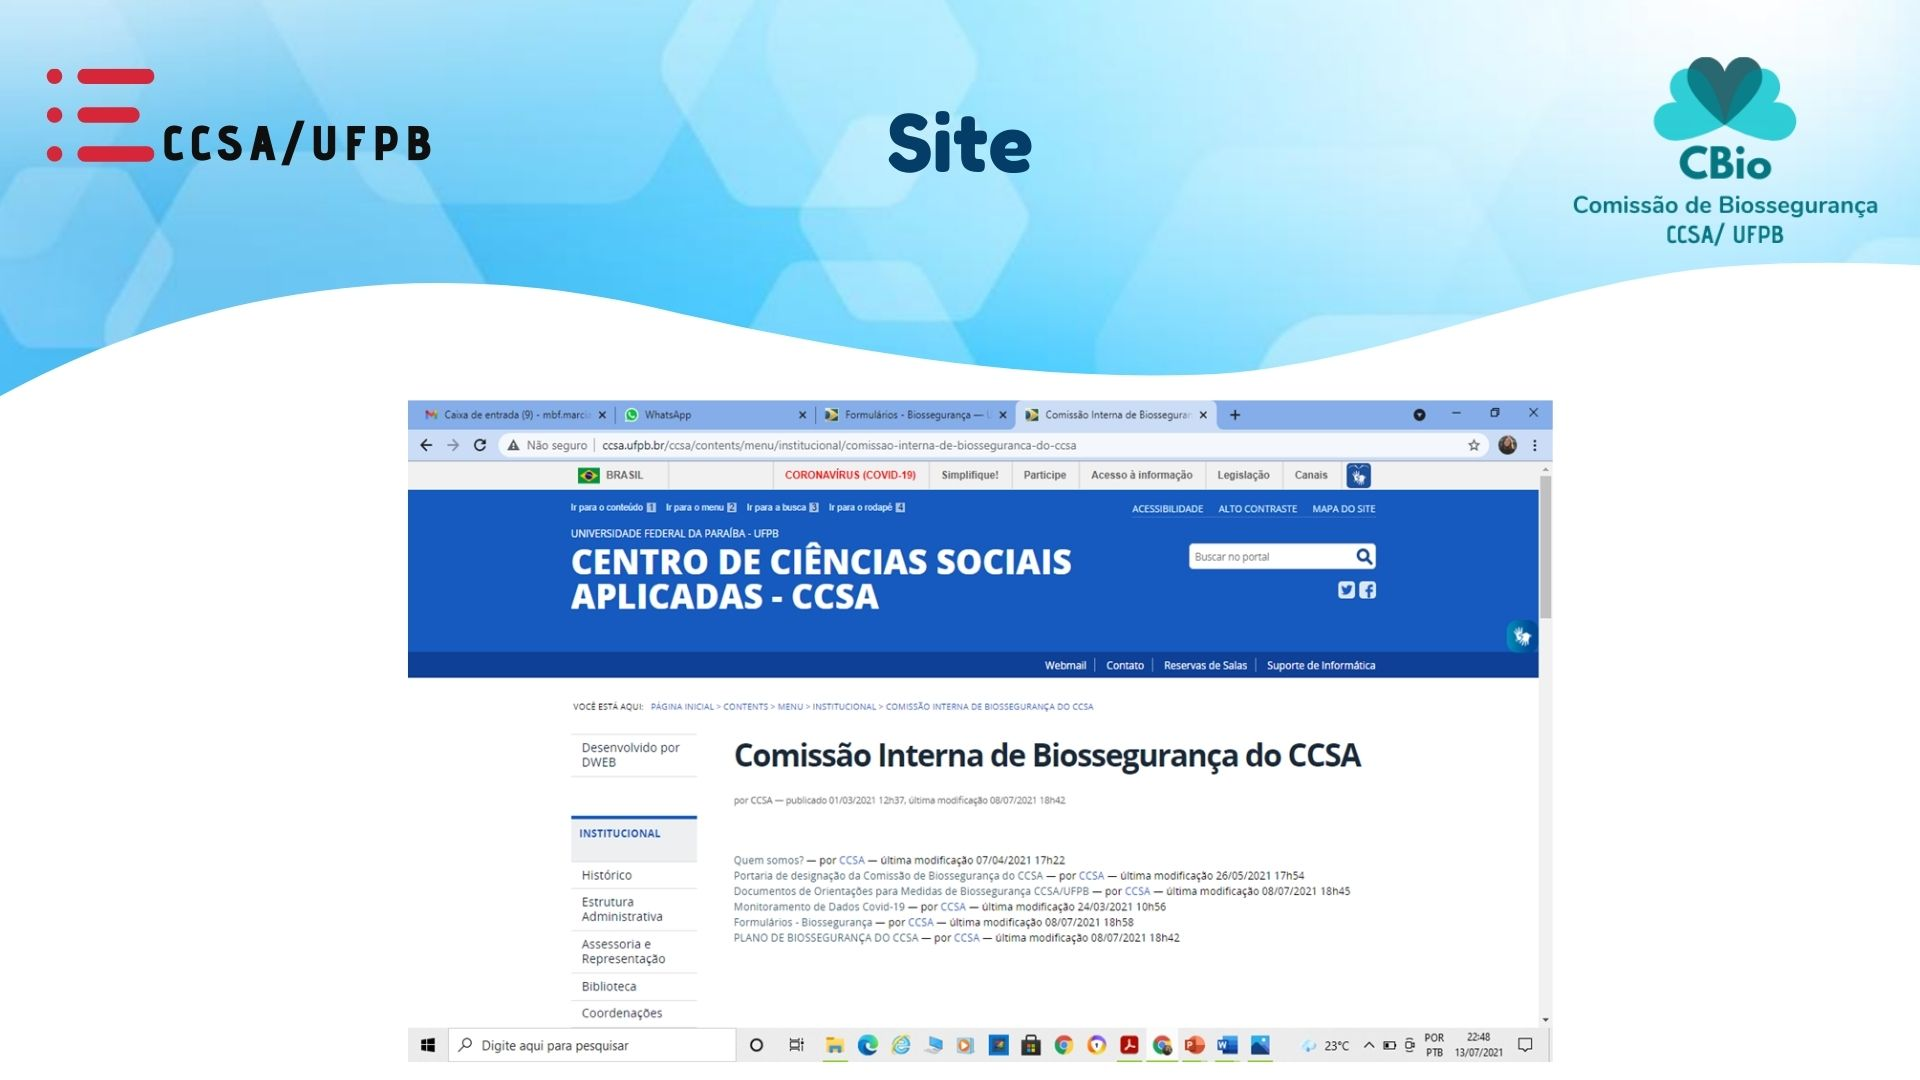 CCSA/UFPB
Site
CBio
Comissão de Biossegurança
CCSA/ UFPB
Caixa de entrada (9) - mbf.marcia
WhatsApp
Formulários - Biossegurança —
Comissão Interna de Biosseguran
Não seguro
ccsa.ufpb.br/ccsa/contents/menu/institucional/comissao-interna-de-biosseguranca-do-ccsa
BRASIL
CORONAVÍRUS (COVID-19)
Simplifique!
Participe
Acesso à informação
Legislação
Canais
Ir para o conteúdo 1 Ir para o menu 2 Ir para a busca 3 Ir para o rodapé 4
ACESSIBILIDADE ALTO CONTRASTE MAPA DO SITE
UNIVERSIDADE FEDERAL DA PARAÍBA - UFPB
CENTRO DE CIÊNCIAS SOCIAIS
APLICADAS - CCSA
Buscar no portal
Webmail
Contato
Reservas de Salas
Suporte de Informática
VOCÊ ESTÁ AQUI: PÁGINA INICIAL > CONTENTS > MENU > INSTITUCIONAL > COMISSÃO INTERNA DE BIOSSEGURANÇA DO CCSA
Desenvolvido por
DWEB
INSTITUCIONAL
Histórico
Estrutura
Administrativa
Assessoria e
Representação
Biblioteca
Coordenações
Comissão Interna de Biossegurança do CCSA
por CCSA — publicado 01/03/2021 12h37, última modificação 08/07/2021 18h42
Quem somos? — por CCSA — última modificação 07/04/2021 17h22
Portaria de designação da Comissão de Biossegurança do CCSA — por CCSA — última modificação 26/05/2021 17h54
Documentos de Orientações para Medidas de Biossegurança CCSA/UFPB — por CCSA — última modificação 08/07/2021 18h45
Monitoramento de Dados Covid-19 — por CCSA — última modificação 24/03/2021 10h56
Formulários - Biossegurança — por CCSA — última modificação 08/07/2021 18h58
PLANO DE BIOSSEGURANÇA DO CCSA — por CCSA — última modificação 08/07/2021 18h42
Digite aqui para pesquisar
23°C
POR
PTB
22:48
13/07/2021